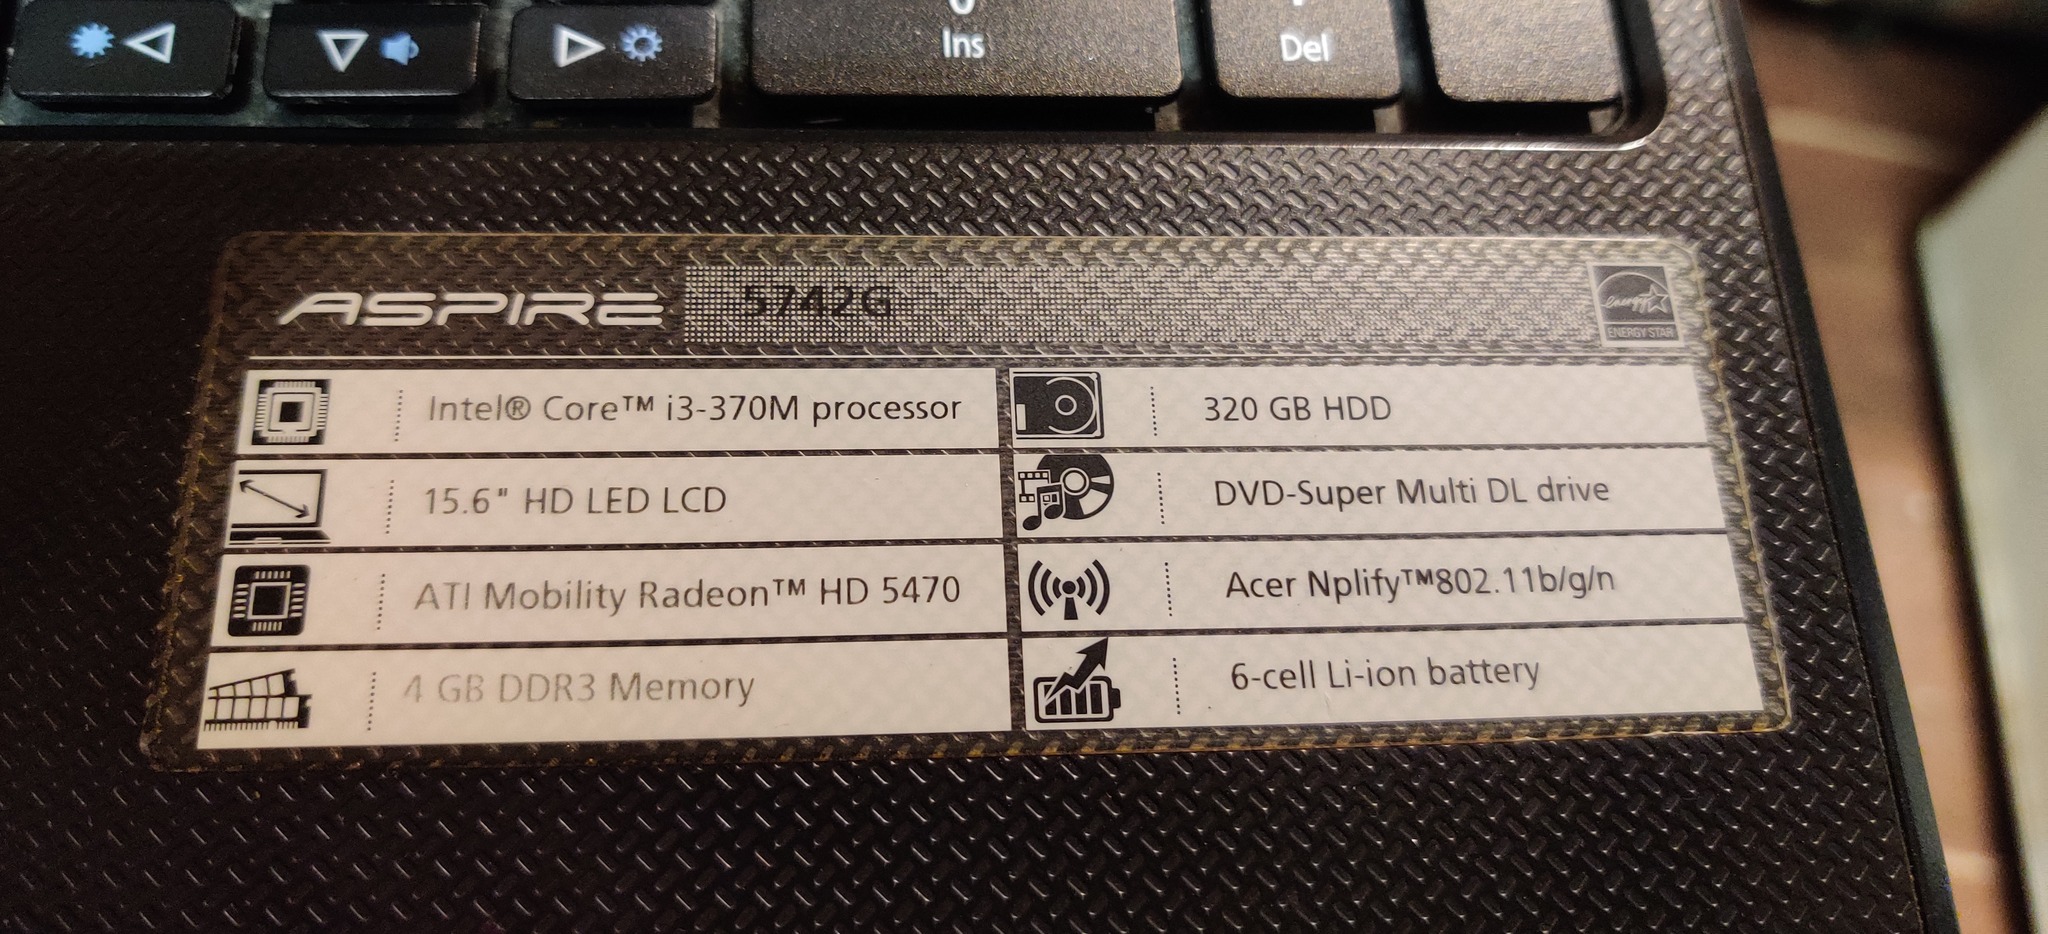 Ins
Del
ASPIRE 5742G
energy
ENERGY STAR
Intel® Core™ i3-370M processor
15.6" HD LED LCD
ATI Mobility Radeon™ HD 5470
4 GB DDR3 Memory
320 GB HDD
DVD-Super Multi DL drive
Acer Nplify™802.11b/g/n
6-cell Li-ion battery